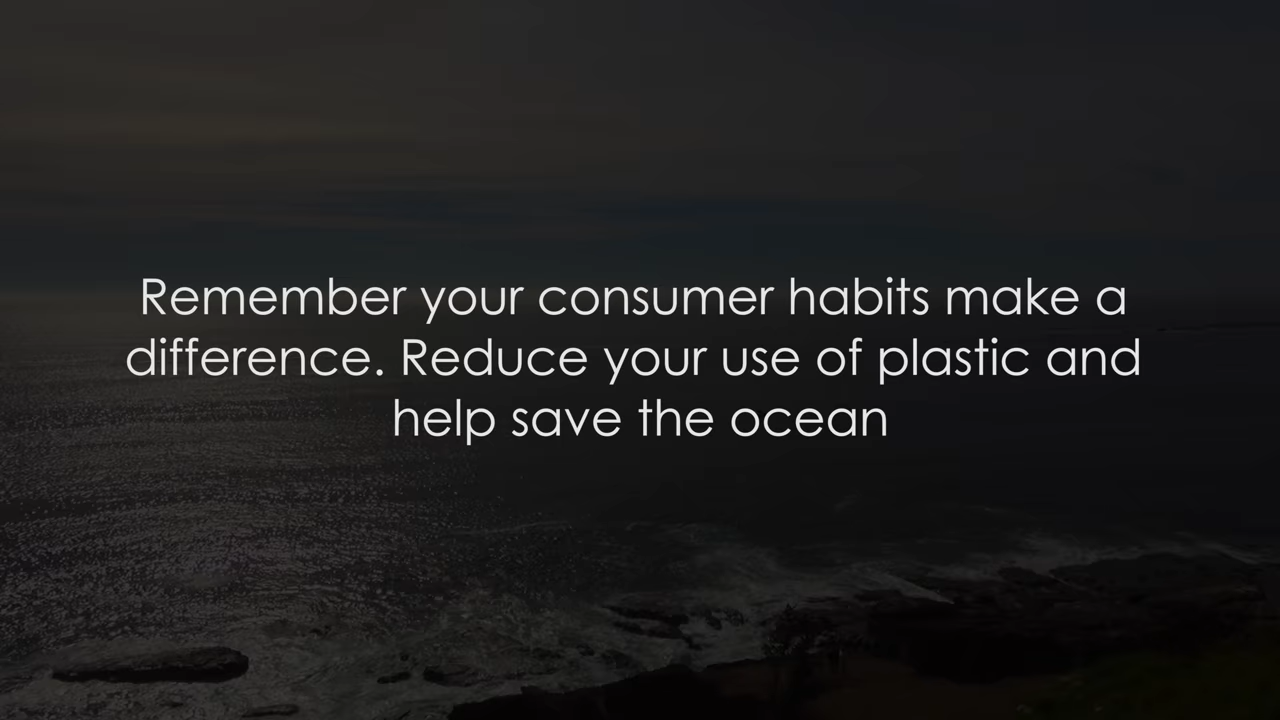 Remember your consumer habits make a
difference. Reduce your use of plastic and
help save the ocean